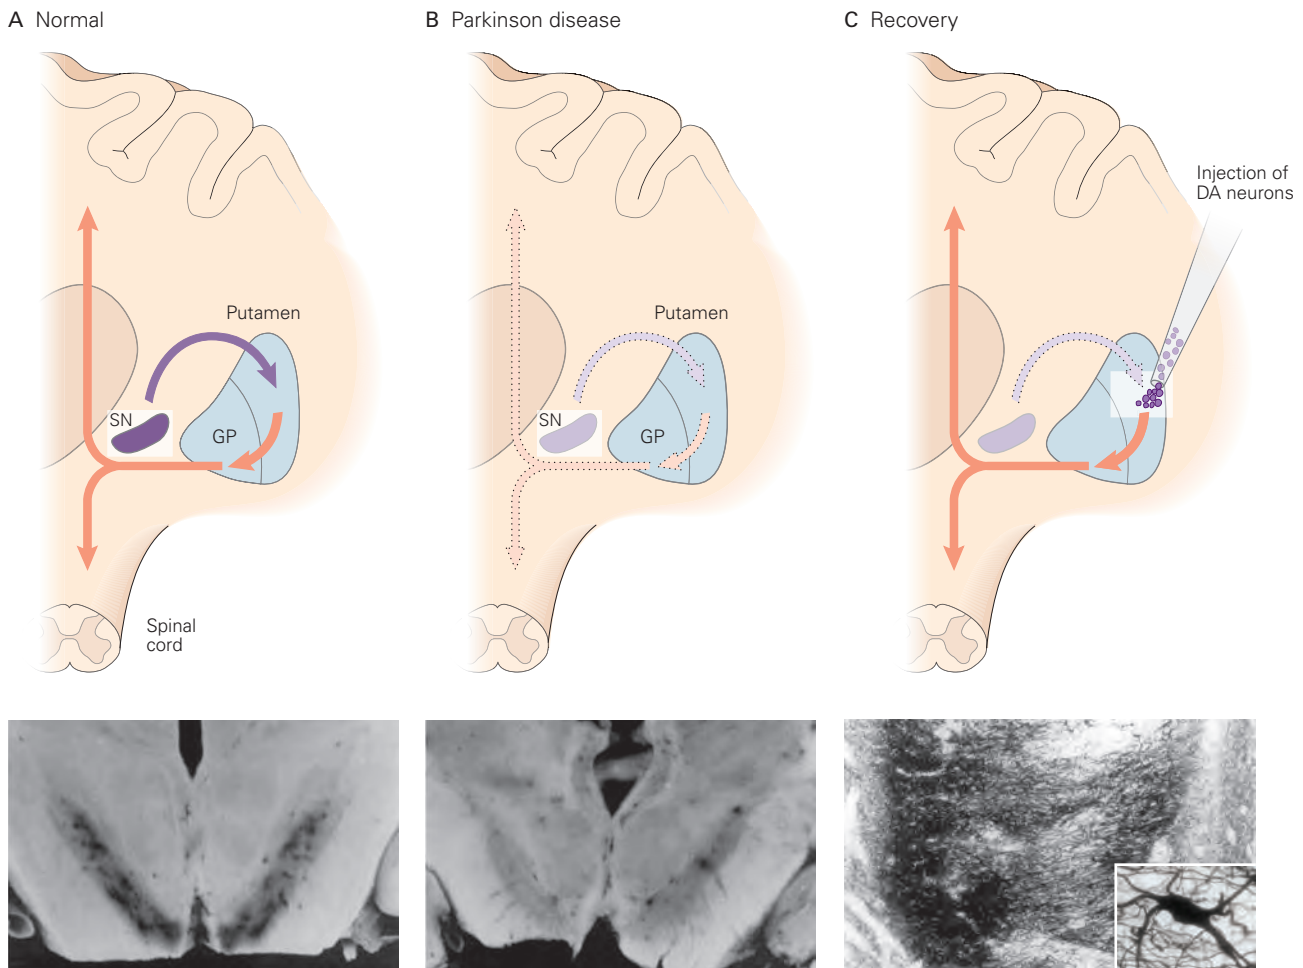 A Normal
B Parkinson disease
C Recovery
Injection of
DA neurons
Putamen
SN
GP
Spinal
cord
Putamen
SN
GP